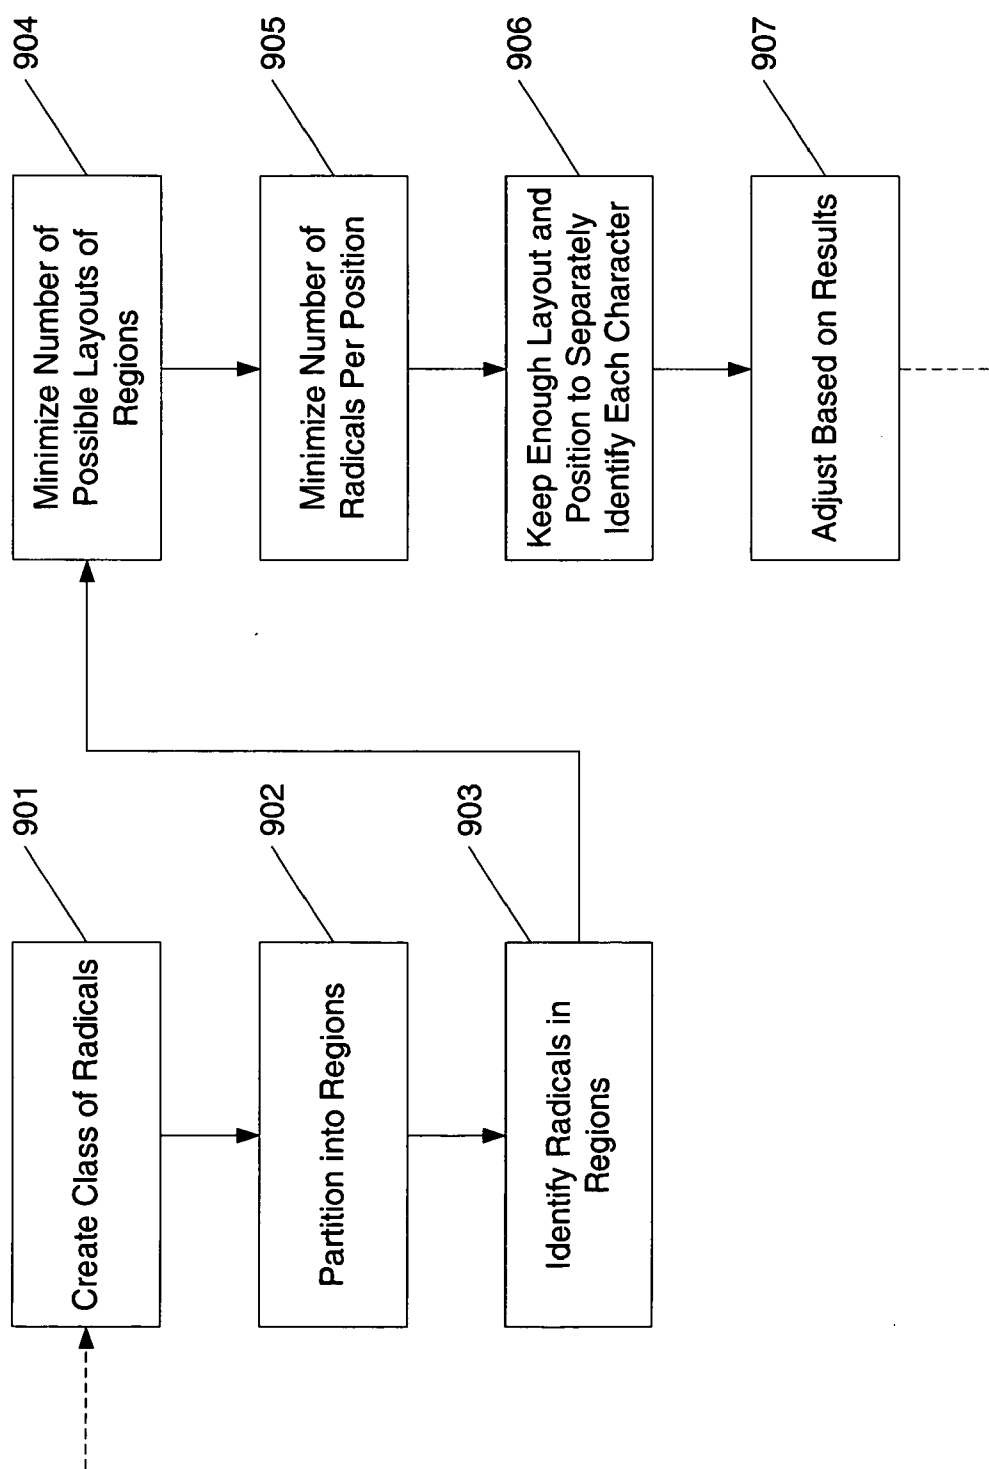 901
Create Class of Radicals
902
Partition into Regions
903
Identify Radicals in
Regions
904
Minimize Number of
Possible Layouts of
Regions
905
Minimize Number of
Radicals Per Position
906
Keep Enough Layout and
Position to Separately
Identify Each Character
907
Adjust Based on Results